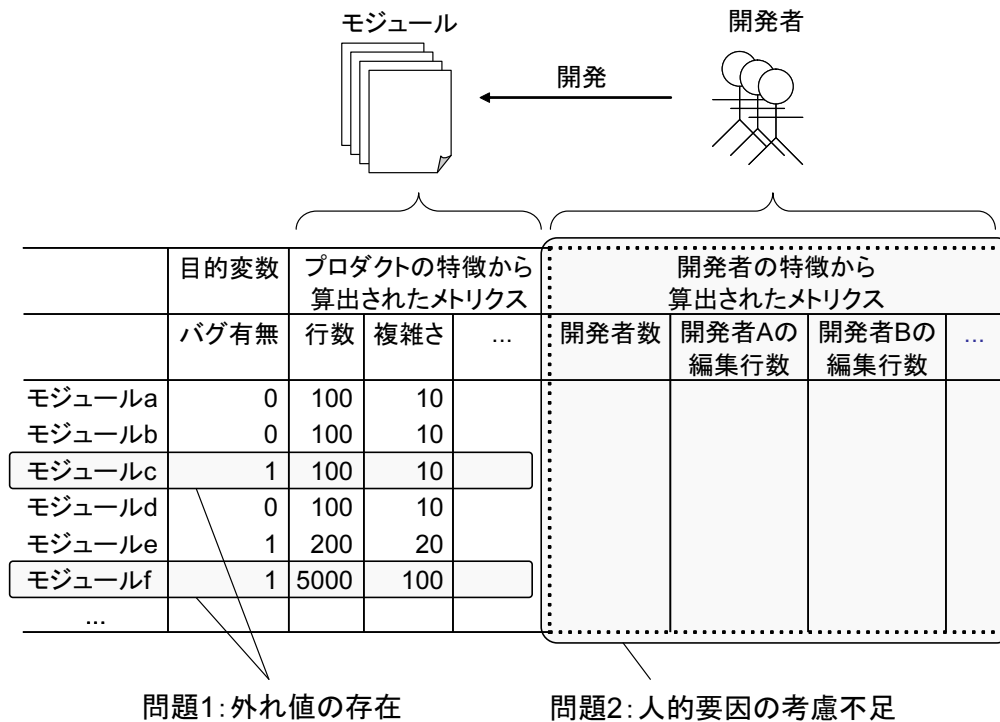 モジュール
開発者
開発
目的変数
プロダクトの特徴から
算出されたメトリクス
開発者の特徴から
算出されたメトリクス
バグ有無 行数 複雑さ ... 開発者数 開発者Aの 開発者Bの ...
編集行数 編集行数
モジュールa 0 100 10
モジュールb 0 100 10
モジュールc 1 100 10
モジュールd 0 100 10
モジュールe 1 200 20
モジュールf 1 5000 100
...
問題1:外れ値の存在
問題2:人的要因の考慮不足